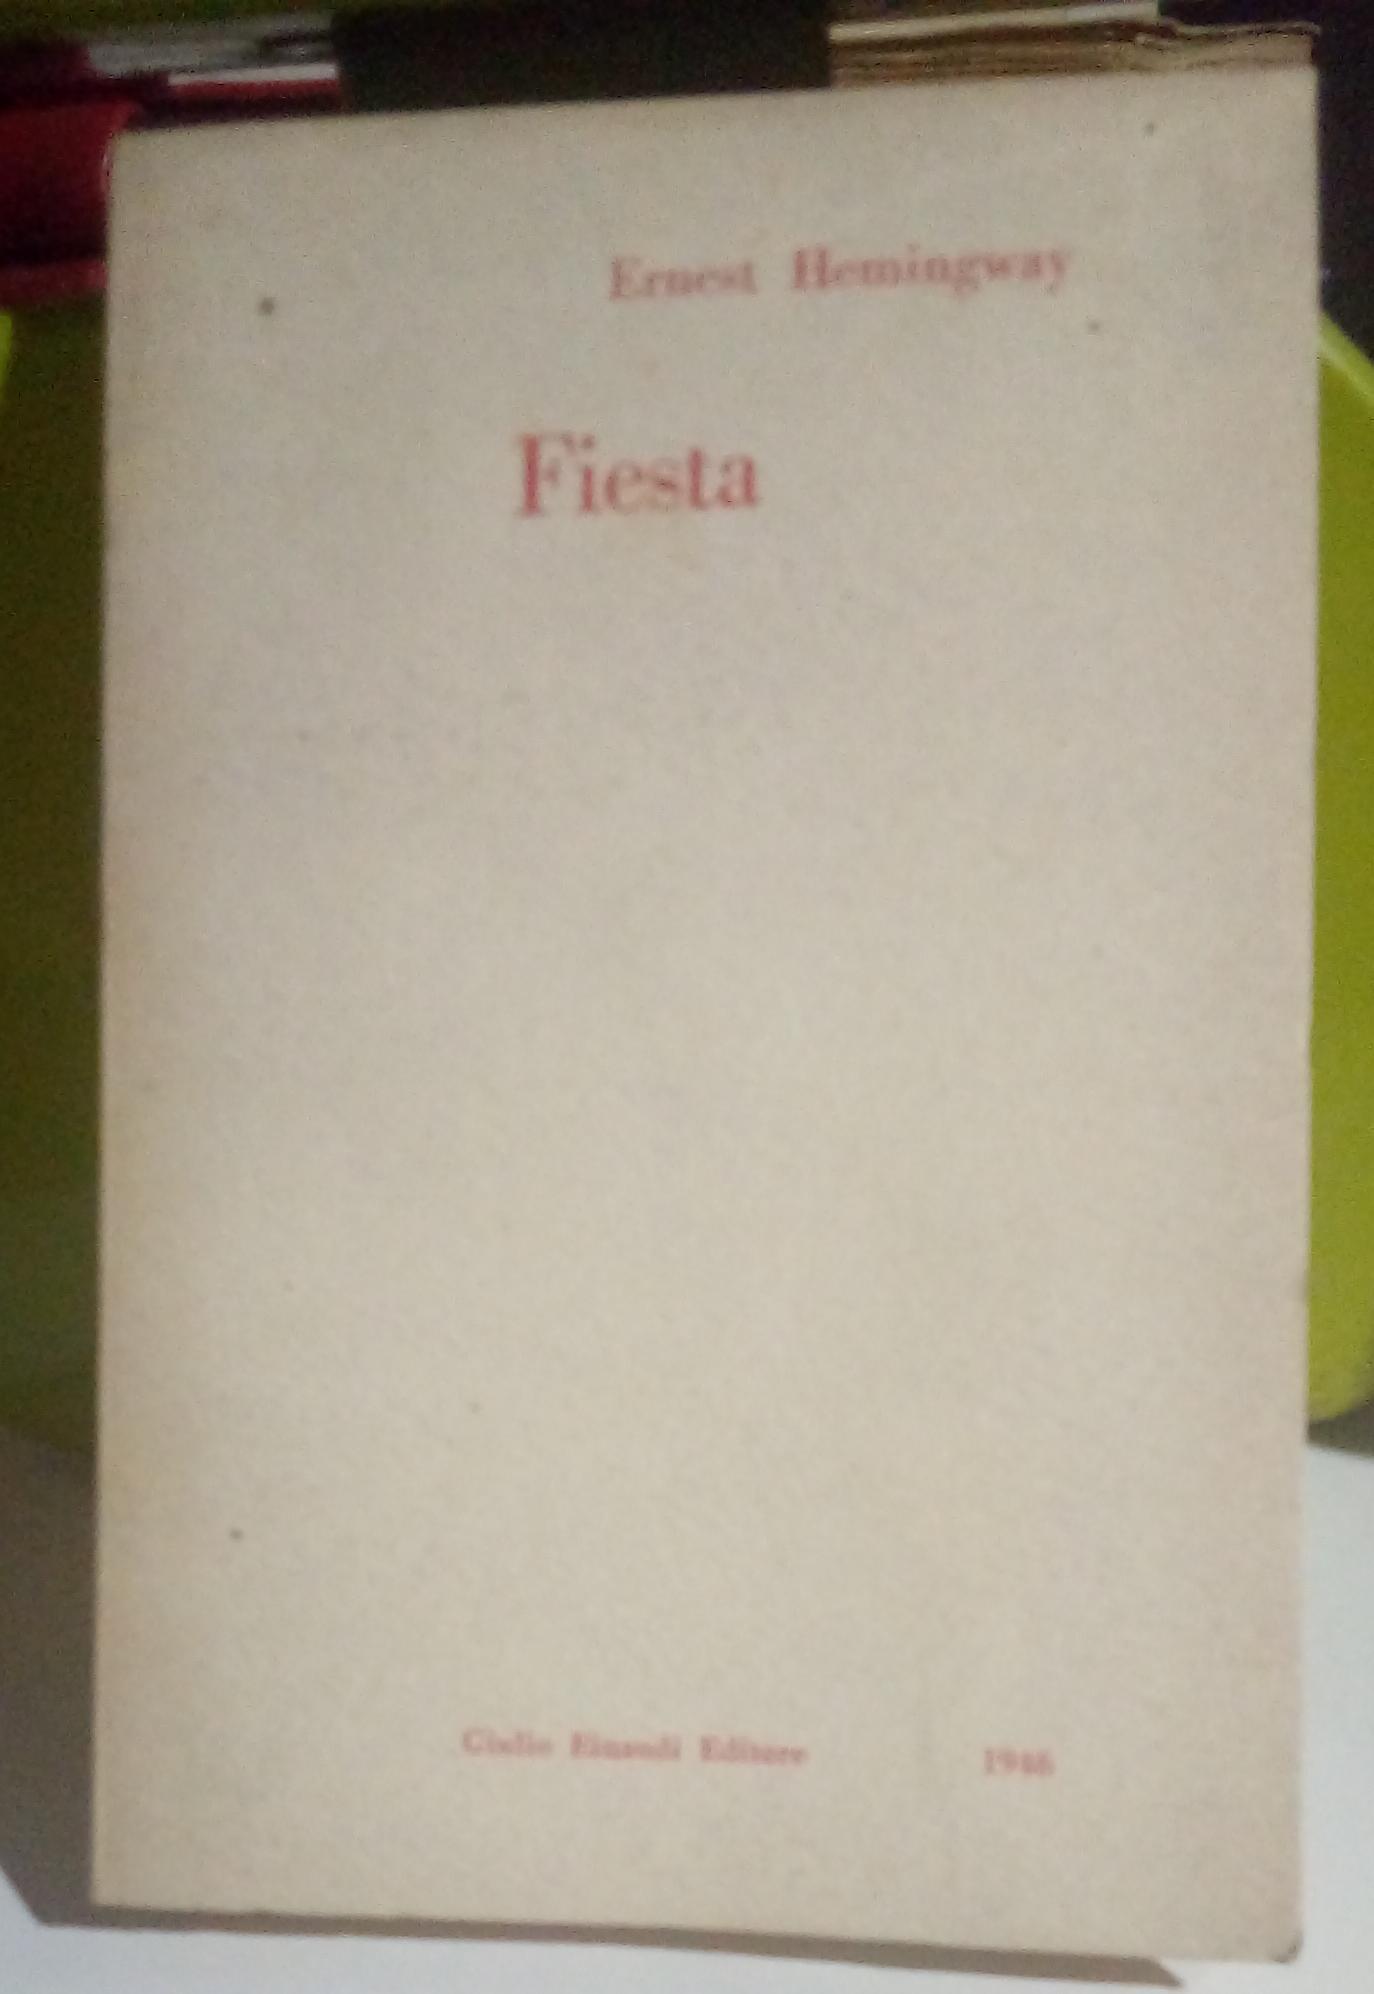 Ernest Hemingway
Fiesta
Giulio Einaudi Editore 1946